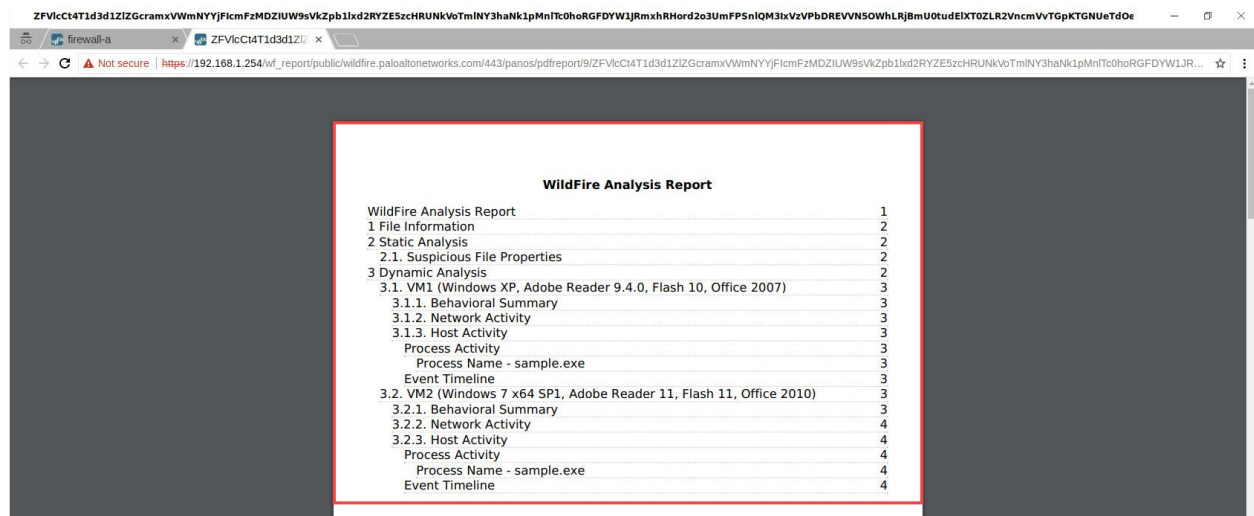 ZFVlcCt4T1d3d1ZlZGcramxVWmNYYjFIcmFzMDZIUW9sVkZpb1lxd2RYZE5zcHRUNkVoTmlNY3haNk1pMnlTc0hoRGFDYW1JRmxhRHord2o3UmFPSnlQM3IxVzVPbDREVVN5OWhLRjBmU0tudElXT0ZLR2VncmVvTGpKTGNUeTdOe
firewall-a
ZFVlcCt4T1d3d1ZlZ
Not secure | https://192.168.1.254/wf_report/public/wildfire.paloaltonetworks.com/443/panos/pdfreport/9/ZFVlcCt4T1d3d1ZlZGcramxVWmNYYjFIcmFzMDZIUW9sVkZpb1lxd2RYZE5zcHRUNkVoTmlNY3haNk1pMnlTc0hoRGFDYW1JR...
WildFire Analysis Report
WildFire Analysis Report 1
1 File Information 2
2 Static Analysis 2
2.1. Suspicious File Properties 2
3 Dynamic Analysis 2
3.1. VM1 (Windows XP, Adobe Reader 9.4.0, Flash 10, Office 2007) 3
3.1.1. Behavioral Summary 3
3.1.2. Network Activity 3
3.1.3. Host Activity 3
Process Activity 3
Process Name - sample.exe 3
Event Timeline 3
3.2. VM2 (Windows 7 x64 SP1, Adobe Reader 11, Flash 11, Office 2010) 3
3.2.1. Behavioral Summary 3
3.2.2. Network Activity 4
3.2.3. Host Activity 4
Process Activity 4
Process Name - sample.exe 4
Event Timeline 4